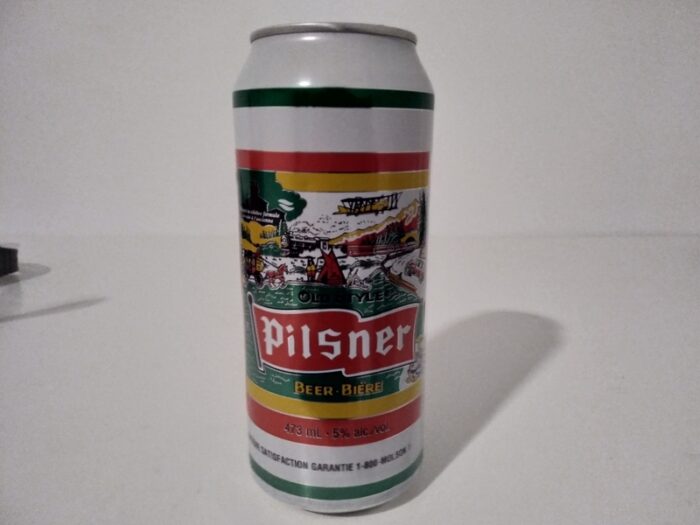 OLD STYLE
Pilsner
BEER · BIÈRE
473 mL · 5% alc./vol.
SATISFACTION GARANTIE 1-800-MOLSON